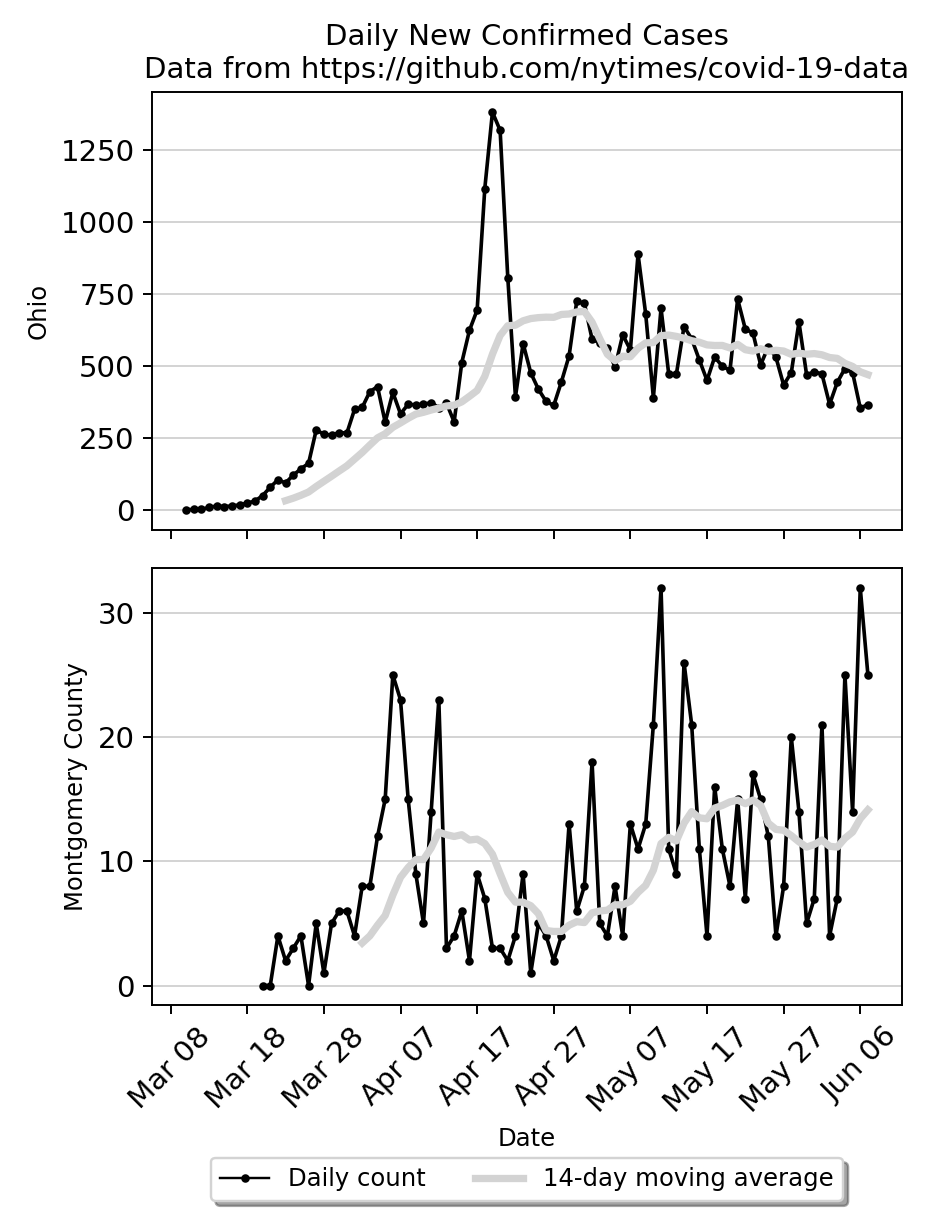 Daily New Confirmed Cases
Data from https://github.com/nytimes/covid-19-data
1250
1000
750
500
250
0
Ohio
30
20
10
0
Montgomery County
Mar 08
Mar 18
Mar 28
Apr 07
Apr 17
Apr 27
May 07
May 17
May 27
Jun 06
Date
Daily count
14-day moving average